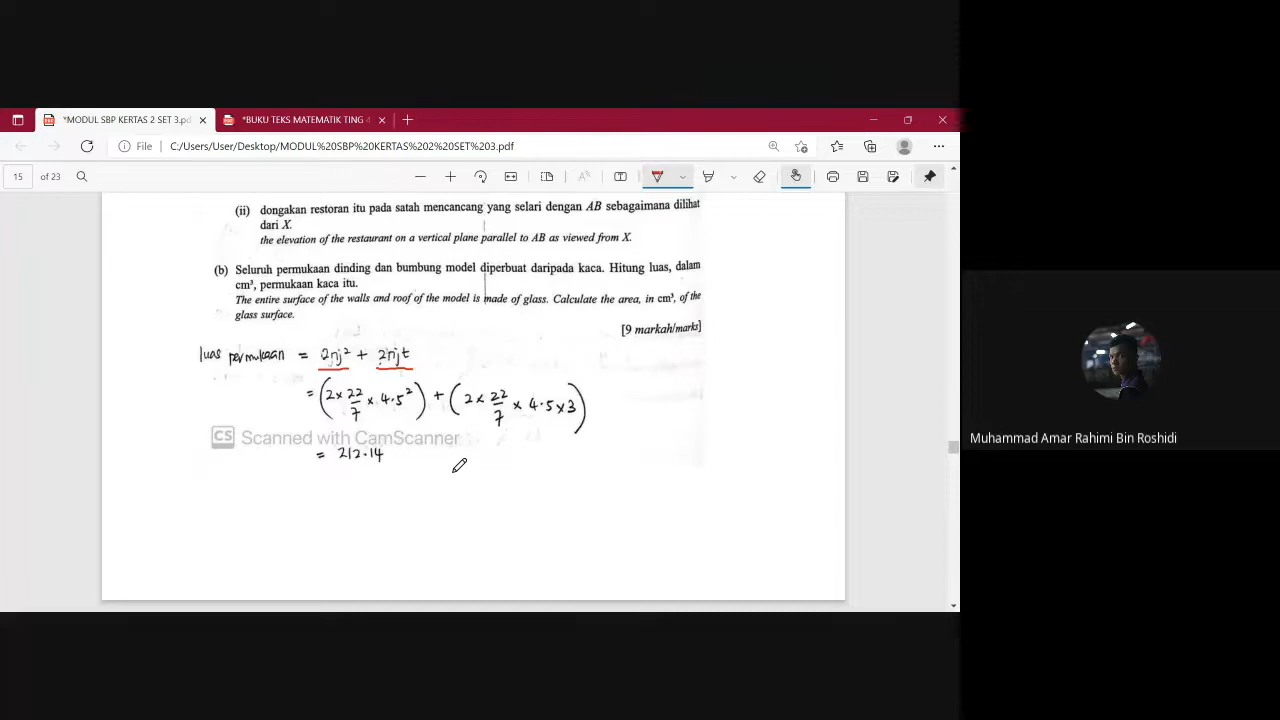 *MODUL SBP KERTAS 2 SET 3.pd
*BUKU TEKS MATEMATIK TING 4
File
C:/Users/User/Desktop/MODUL%20SBP%20KERTAS%202%20SET%203.pdf
15 of 23
(ii) dongakan restoran itu pada satah mencancang yang selari dengan AB sebagaimana dilihat
dari X.
the elevation of the restaurant on a vertical plane parallel to AB as viewed from X.
(b) Seluruh permukaan dinding dan bumbung model diperbuat daripada kaca. Hitung luas, dalam
cm³, permukaan kaca itu.
The entire surface of the walls and roof of the model is made of glass. Calculate the area, in cm³, of the
glass surface.
[9 markah/marks]
luas permukaan = 2πj² + 2πjt
= (2 × 22/7 × 4.5²) + (2 × 22/7 × 4.5 × 3)
CS Scanned with CamScanner
= 212.14
Muhammad Amar Rahimi Bin Roshidi